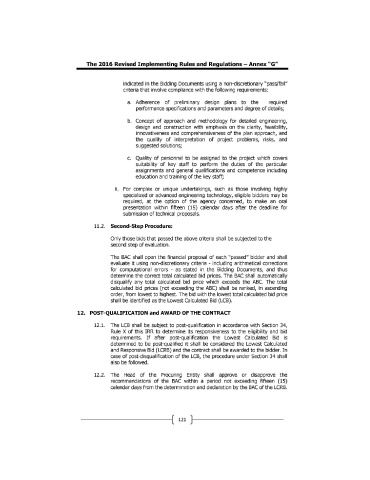 The 2016 Revised Implementing Rules and Regulations – Annex "G"
indicated in the Bidding Documents using a non-discretionary "pass/fail"
criteria that involve compliance with the following requirements:
a. Adherence of preliminary design plans to the required
performance specifications and parameters and degree of details;
b. Concept of approach and methodology for detailed engineering,
design and construction with emphasis on the clarity, feasibility,
innovativeness and comprehensiveness of the plan approach, and
the quality of interpretation of project problems, risks, and
suggested solutions;
c. Quality of personnel to be assigned to the project which covers
suitability of key staff to perform the duties of the particular
assignments and general qualifications and competence including
education and training of the key staff;
ii. For complex or unique undertakings, such as those involving highly
specialized or advanced engineering technology, eligible bidders may be
required, at the option of the agency concerned, to make an oral
presentation within fifteen (15) calendar days after the deadline for
submission of technical proposals.
11.2. Second-Step Procedure:
Only those bids that passed the above criteria shall be subjected to the
second step of evaluation.
The BAC shall open the financial proposal of each "passed" bidder and shall
evaluate it using non-discretionary criteria - including arithmetical corrections
for computational errors - as stated in the Bidding Documents, and thus
determine the correct total calculated bid prices. The BAC shall automatically
disqualify any total calculated bid price which exceeds the ABC. The total
calculated bid prices (not exceeding the ABC) shall be ranked, in ascending
order, from lowest to highest. The bid with the lowest total calculated bid price
shall be identified as the Lowest Calculated Bid (LCB).
12. POST-QUALIFICATION and AWARD OF THE CONTRACT
12.1. The LCB shall be subject to post-qualification in accordance with Section 34,
Rule X of this IRR to determine its responsiveness to the eligibility and bid
requirements. If after post-qualification the Lowest Calculated Bid is
determined to be post-qualified it shall be considered the Lowest Calculated
and Responsive Bid (LCRB) and the contract shall be awarded to the bidder. In
case of post-disqualification of the LCB, the procedure under Section 34 shall
also be followed.
12.2. The Head of the Procuring Entity shall approve or disapprove the
recommendations of the BAC within a period not exceeding fifteen (15)
calendar days from the determination and declaration by the BAC of the LCRB.